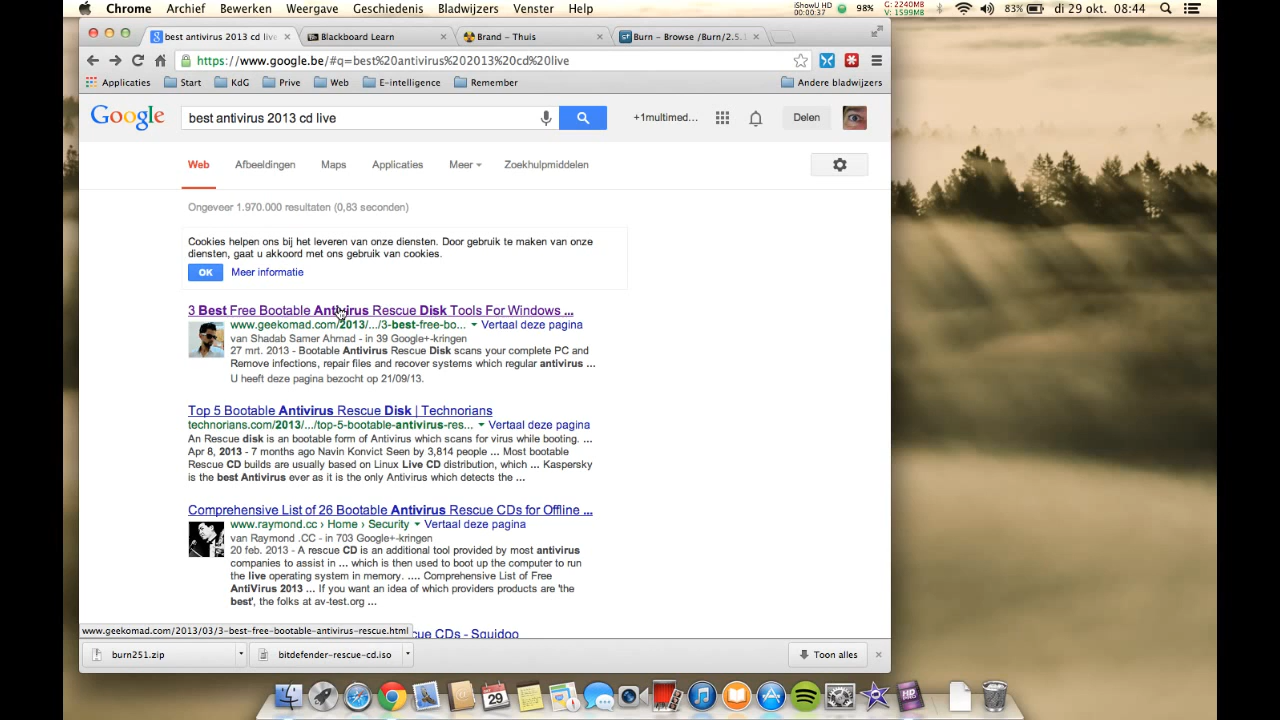 Chrome Archief Bewerken Weergave Geschiedenis Bladwijzers Venster Help
iShowU HD 00:00:37 98% G: 2240MB V: 1599MB 83% di 29 okt. 08:44
best antivirus 2013 cd live Blackboard Learn Brand – Thuis Burn - Browse /Burn/2.5.1
https://www.google.be/#q=best%20antivirus%202013%20cd%20live
Applicaties Start KdG Prive Web E-intelligence Remember Andere bladwijzers
Google best antivirus 2013 cd live +1multimed... Delen
Web Afbeeldingen Maps Applicaties Meer Zoekhulpmiddelen
Ongeveer 1.970.000 resultaten (0,83 seconden)
Cookies helpen ons bij het leveren van onze diensten. Door gebruik te maken van onze
diensten, gaat u akkoord met ons gebruik van cookies.
OK Meer informatie
3 Best Free Bootable Antivirus Rescue Disk Tools For Windows ...
www.geekomad.com/2013/.../3-best-free-bo... Vertaal deze pagina
van Shadab Samer Ahmad - in 39 Google+-kringen
27 mrt. 2013 - Bootable Antivirus Rescue Disk scans your complete PC and
Remove infections, repair files and recover systems which regular antivirus ...
U heeft deze pagina bezocht op 21/09/13.
Top 5 Bootable Antivirus Rescue Disk | Technorians
technorians.com/2013/.../top-5-bootable-antivirus-res... Vertaal deze pagina
An Rescue disk is an bootable form of Antivirus which scans for virus while booting. ...
Apr 8, 2013 - 7 months ago Navin Konvict Seen by 3,814 people ... Most bootable
Rescue CD builds are usually based on Linux Live CD distribution, which ... Kaspersky
is the best Antivirus ever as it is the only Antivirus which detects the ...
Comprehensive List of 26 Bootable Antivirus Rescue CDs for Offline ...
www.raymond.cc › Home › Security Vertaal deze pagina
van Raymond .CC - in 703 Google+-kringen
20 feb. 2013 - A rescue CD is an additional tool provided by most antivirus
companies to assist in ... which is then used to boot up the computer to run
the live operating system in memory. .... Comprehensive List of Free
AntiVirus 2013 ... If you want an idea of which providers products are 'the
best', the folks at av-test.org ...
www.geekomad.com/2013/03/3-best-free-bootable-antivirus-rescue.html
cue CDs - Squidoo
burn251.zip bitdefender-rescue-cd.iso Toon alles
29